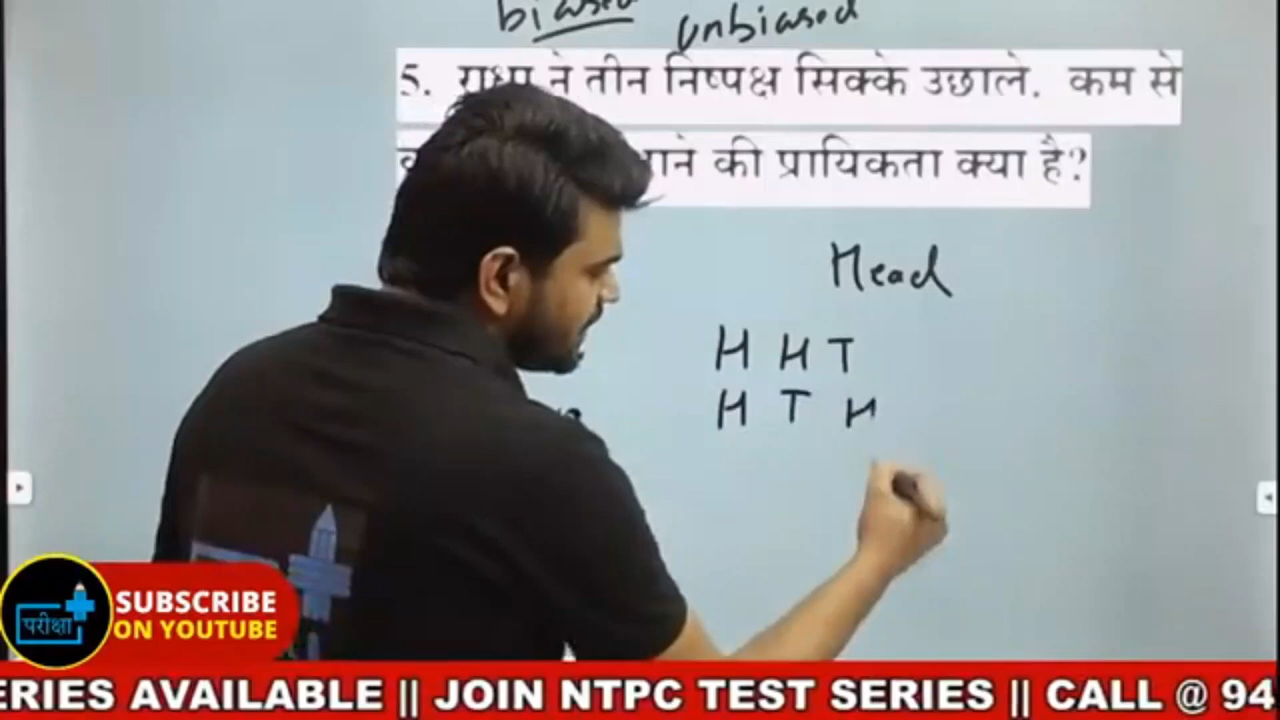 biased unbiased
5. राधा ने तीन निष्पक्ष सिक्के उछाले. कम से
आने की प्रायिकता क्या है?
Head
H H T
H T H
परीक्षा
SUBSCRIBE
ON YOUTUBE
ERIES AVAILABLE || JOIN NTPC TEST SERIES || CALL @ 94